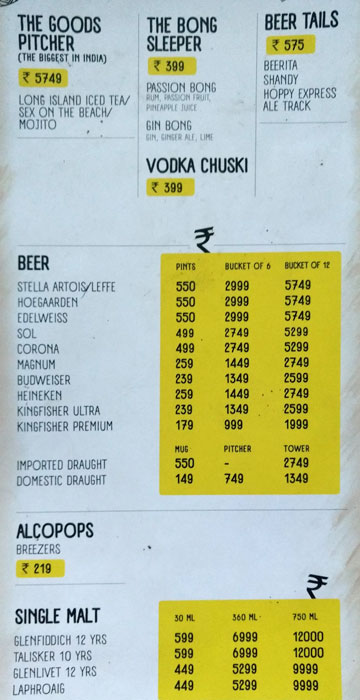 THE GOODS
PITCHER
(THE BIGGEST IN INDIA)
₹ 5749
LONG ISLAND ICED TEA/
SEX ON THE BEACH/
MOJITO
THE BONG
SLEEPER
₹ 399
PASSION BONG
RUM, PASSION FRUIT,
PINEAPPLE JUICE
GIN BONG
GIN, GINGER ALE, LIME
VODKA CHUSKI
₹ 399
BEER TAILS
₹ 575
BEERITA
SHANDY
HOPPY EXPRESS
ALE TRACK
₹
BEER PINTS BUCKET OF 6 BUCKET OF 12
STELLA ARTOIS/LEFFE 550 2999 5749
HOEGAARDEN 550 2999 5749
EDELWEISS 550 2999 5749
SOL 499 2749 5299
CORONA 499 2749 5299
MAGNUM 259 1449 2749
BUDWEISER 239 1349 2599
HEINEKEN 259 1449 2749
KINGFISHER ULTRA 239 1349 2599
KINGFISHER PREMIUM 179 999 1999
MUG PITCHER TOWER
IMPORTED DRAUGHT 550 - 2749
DOMESTIC DRAUGHT 149 749 1349
ALCOPOPS
BREEZERS
₹ 219
₹
SINGLE MALT 30 ML 360 ML 750 ML
GLENFIDDICH 12 YRS 599 6999 12000
TALISKER 10 YRS 599 6999 12000
GLENLIVET 12 YRS 449 5299 9999
LAPHROAIG 449 5299 9999